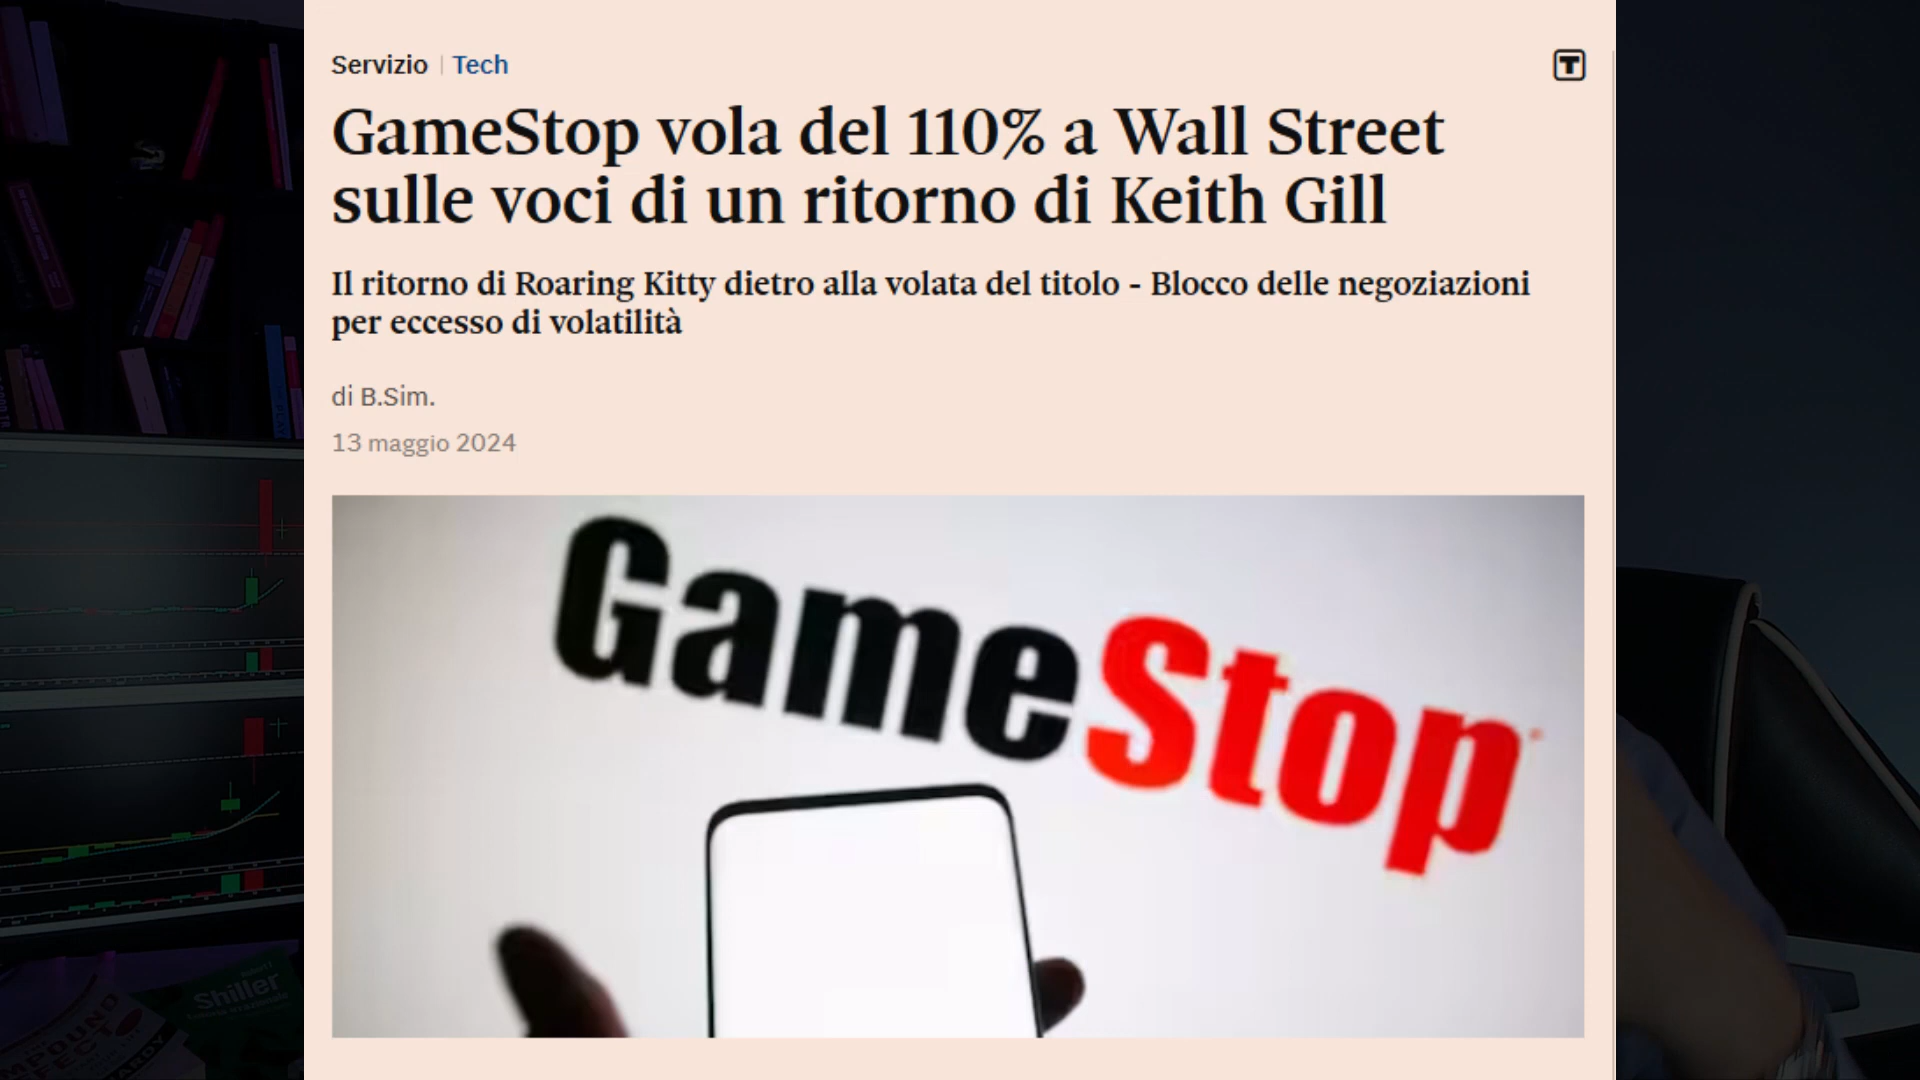 Servizio | Tech
T
GameStop vola del 110% a Wall Street
sulle voci di un ritorno di Keith Gill
Il ritorno di Roaring Kitty dietro alla volata del titolo - Blocco delle negoziazioni
per eccesso di volatilità
di B.Sim.
13 maggio 2024
GameStop
Shiller